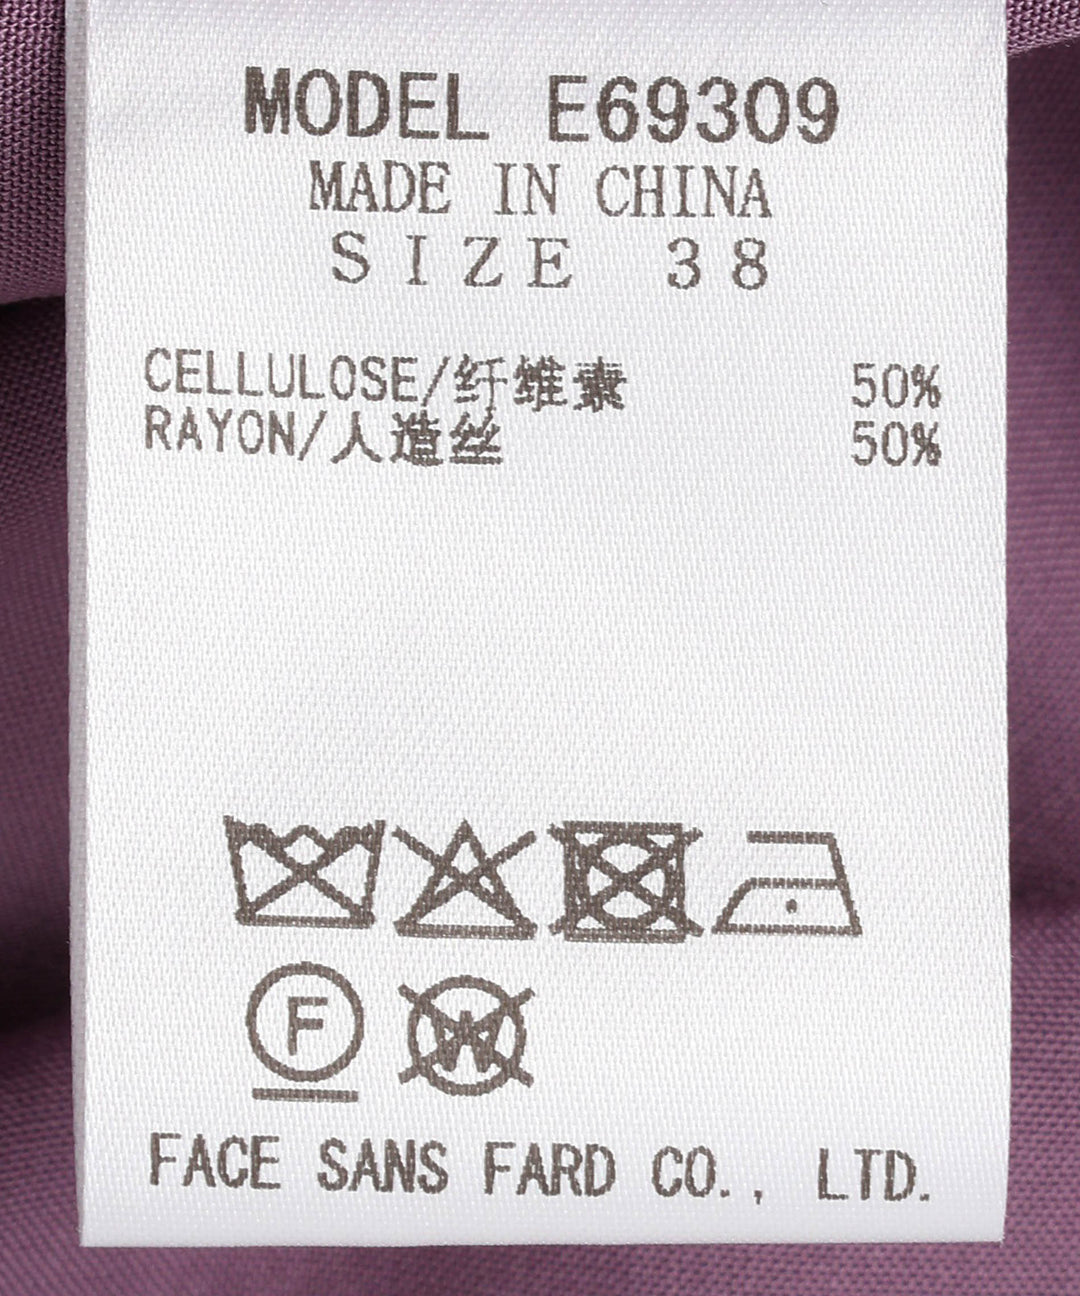 MODEL E69309
MADE IN CHINA
SIZE 38
CELLULOSE/纤维素 50%
RAYON/人造丝 50%
F
W
FACE SANS FARD CO., LTD.